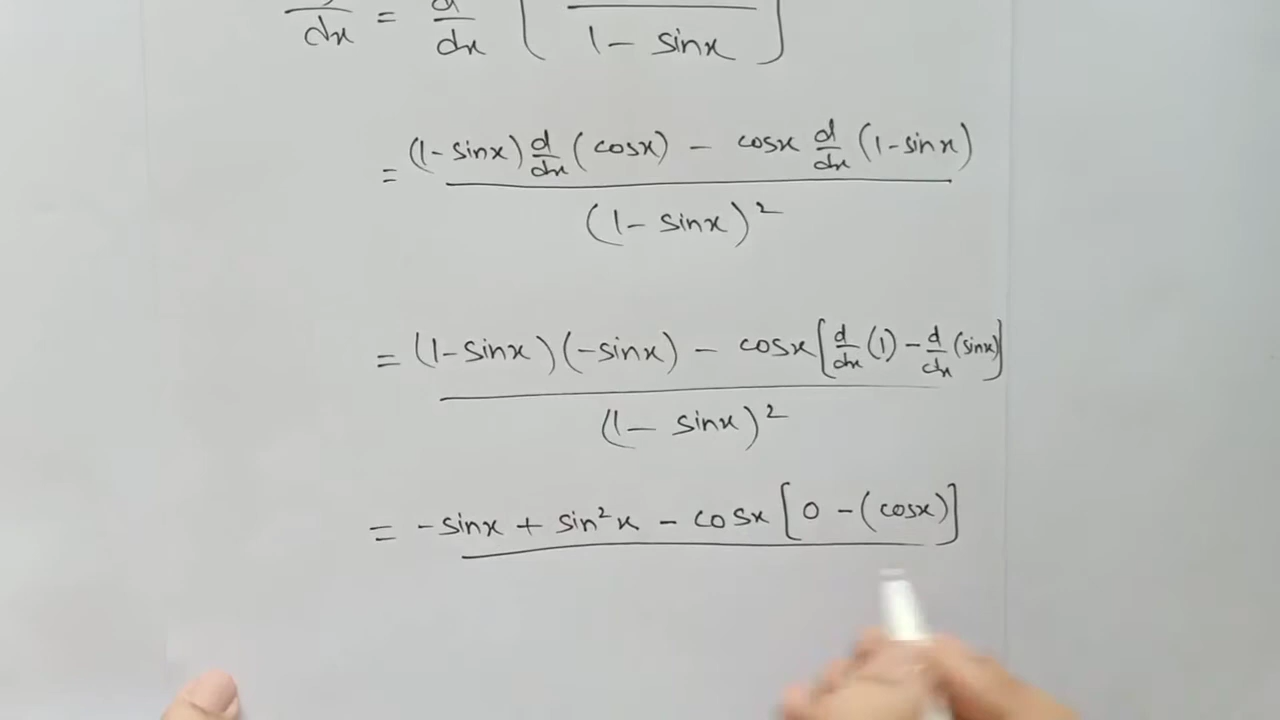 dx = d/dx [ / 1 - sinx ]
= (1-sinx) d/dx (cosx) - cosx d/dx (1-sinx) / (1- sinx)²
= (1-sinx)(-sinx) - cosx [d/dx (1) - d/dx (sinx)] / (1- sinx)²
= -sinx + sin²x - cosx [0 - (cosx)]